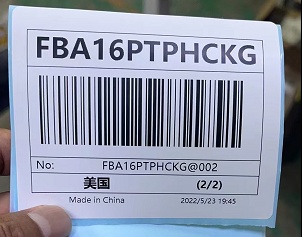 FBA16PTPHCKG
No: FBA16PTPHCKG@002
美国 (2/2)
Made in China 2022/5/23 19:45